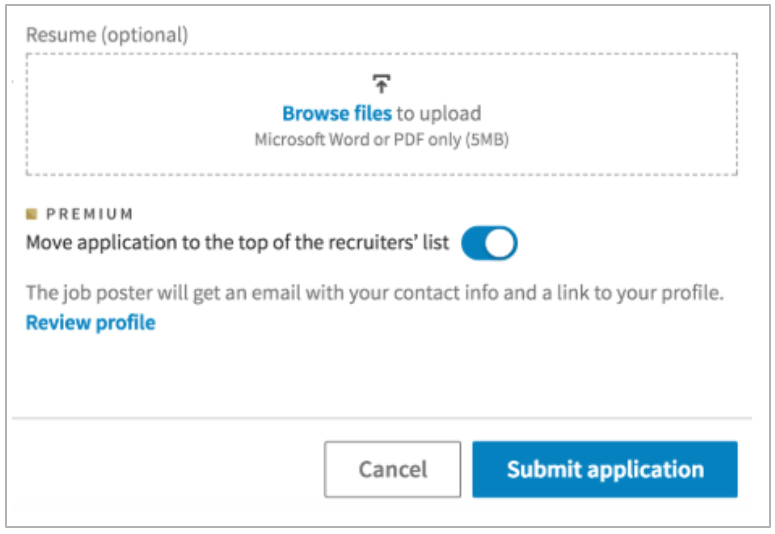 Resume (optional)
Browse files to upload
Microsoft Word or PDF only (5MB)
PREMIUM
Move application to the top of the recruiters’ list
The job poster will get an email with your contact info and a link to your profile.
Review profile
Cancel
Submit application